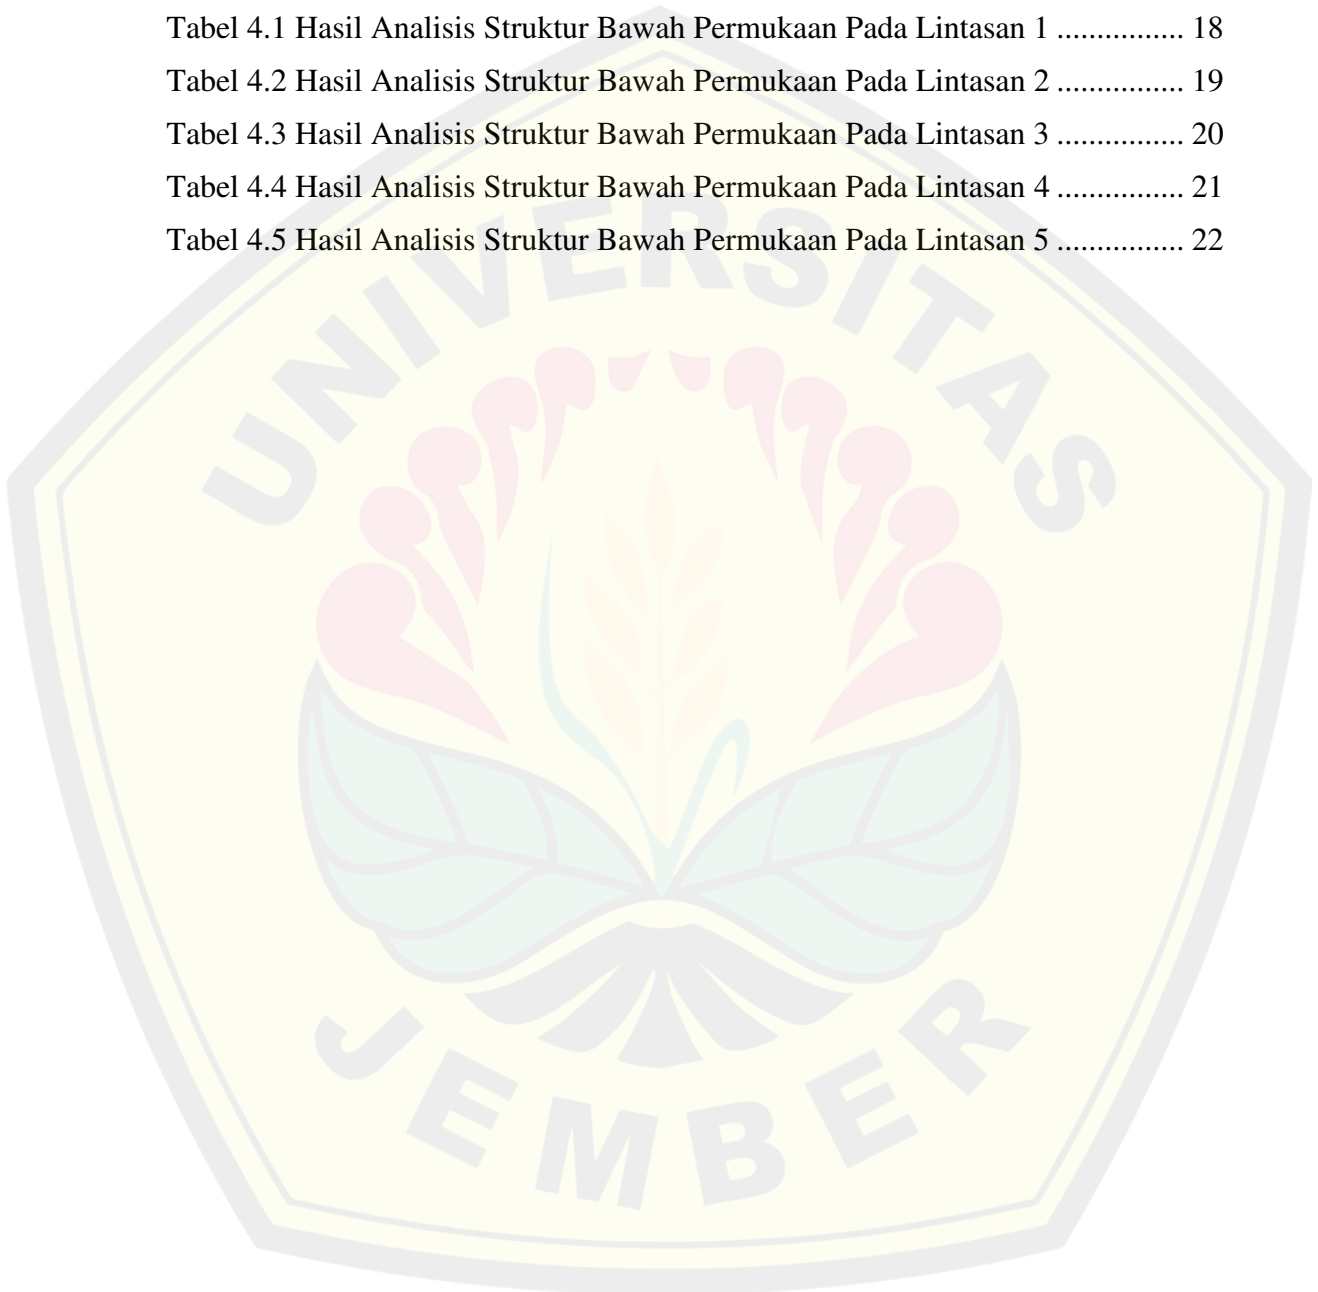 Tabel 4.1 Hasil Analisis Struktur Bawah Permukaan Pada Lintasan 1 ................ 18
Tabel 4.2 Hasil Analisis Struktur Bawah Permukaan Pada Lintasan 2 ................ 19
Tabel 4.3 Hasil Analisis Struktur Bawah Permukaan Pada Lintasan 3 ................ 20
Tabel 4.4 Hasil Analisis Struktur Bawah Permukaan Pada Lintasan 4 ................ 21
Tabel 4.5 Hasil Analisis Struktur Bawah Permukaan Pada Lintasan 5 ................ 22
UNIVERSITAS
JEMBER